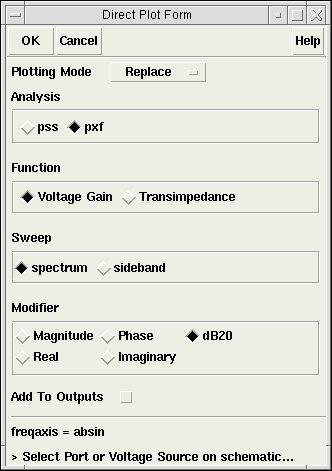 Direct Plot Form
OK Cancel Help
Plotting Mode Replace
Analysis
pss pxf
Function
Voltage Gain Transimpedance
Sweep
spectrum sideband
Modifier
Magnitude Phase dB20
Real Imaginary
Add To Outputs
freqaxis = absin
> Select Port or Voltage Source on schematic...